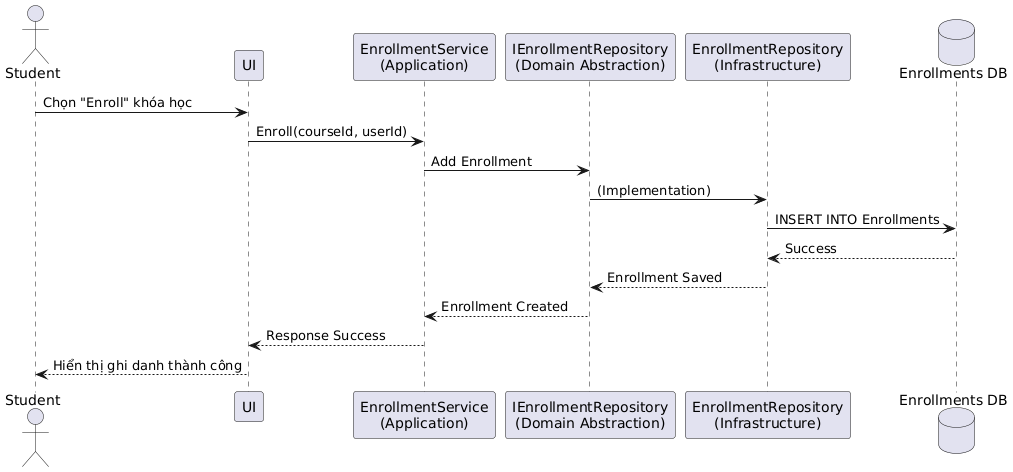 Student
UI
EnrollmentService
(Application)
IEnrollmentRepository
(Domain Abstraction)
EnrollmentRepository
(Infrastructure)
Enrollments DB
Chọn "Enroll" khóa học
Enroll(courseId, userId)
Add Enrollment
(Implementation)
INSERT INTO Enrollments
Success
Enrollment Saved
Enrollment Created
Response Success
Hiển thị ghi danh thành công
Student
UI
EnrollmentService
(Application)
IEnrollmentRepository
(Domain Abstraction)
EnrollmentRepository
(Infrastructure)
Enrollments DB